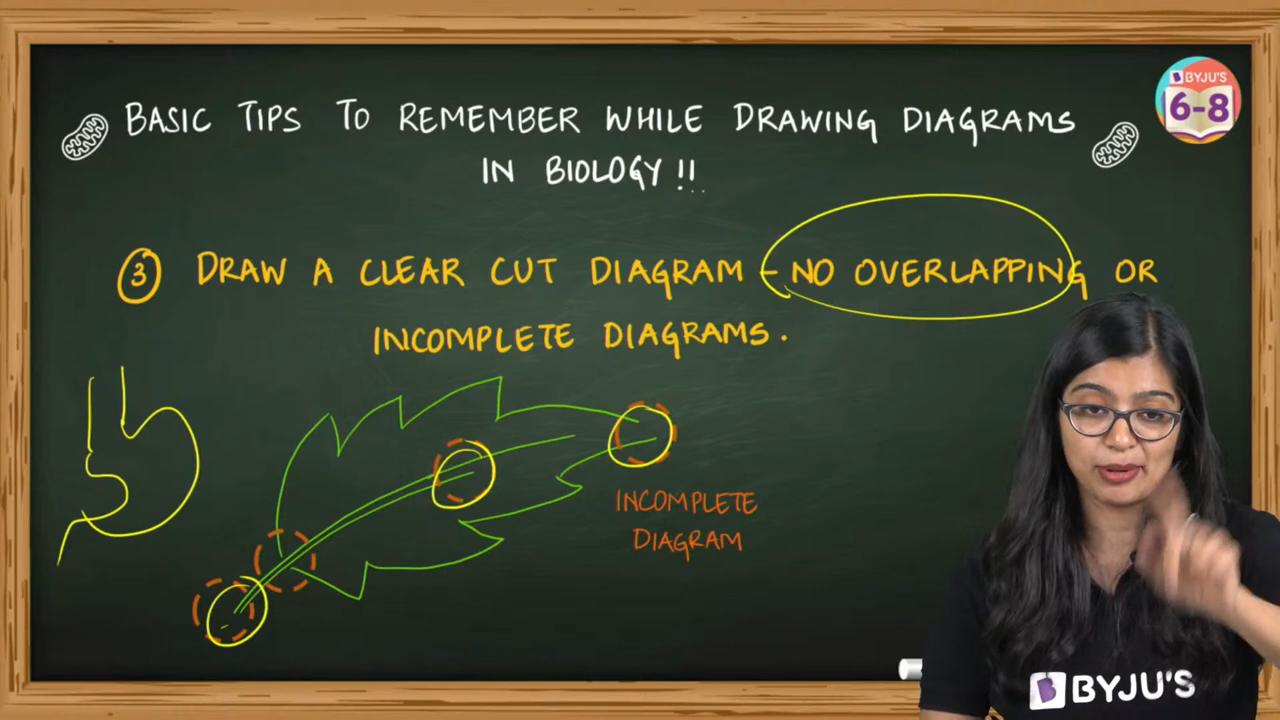 BASIC TIPS TO REMEMBER WHILE DRAWING DIAGRAMS
IN BIOLOGY !!
BYJU'S
6-8
3 DRAW A CLEAR CUT DIAGRAM - NO OVERLAPPING OR
INCOMPLETE DIAGRAMS.
INCOMPLETE
DIAGRAM
BYJU'S